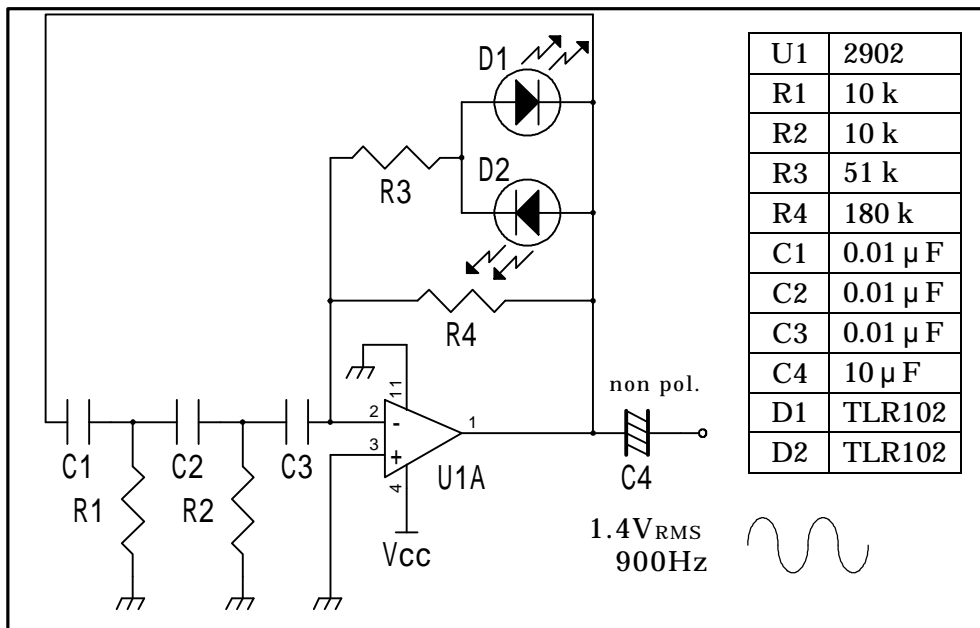 D1
R3
D2
R4
11
non pol.
2
-
1
3
+
4
U1A
C1
C2
C3
C4
R1
R2
Vcc
1.4VRMS
900Hz
U1 2902
R1 10 k
R2 10 k
R3 51 k
R4 180 k
C1 0.01 μ F
C2 0.01 μ F
C3 0.01 μ F
C4 10 μ F
D1 TLR102
D2 TLR102